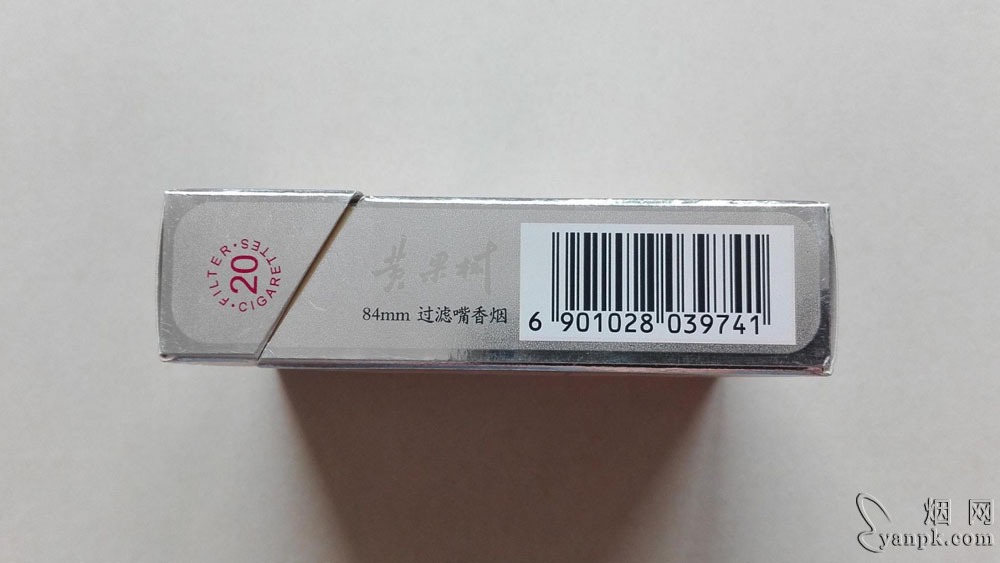 FILTER · CIGARETTES ·
20
黄果树
84mm 过滤嘴香烟
6 901028 039741
烟网
yanpk.com